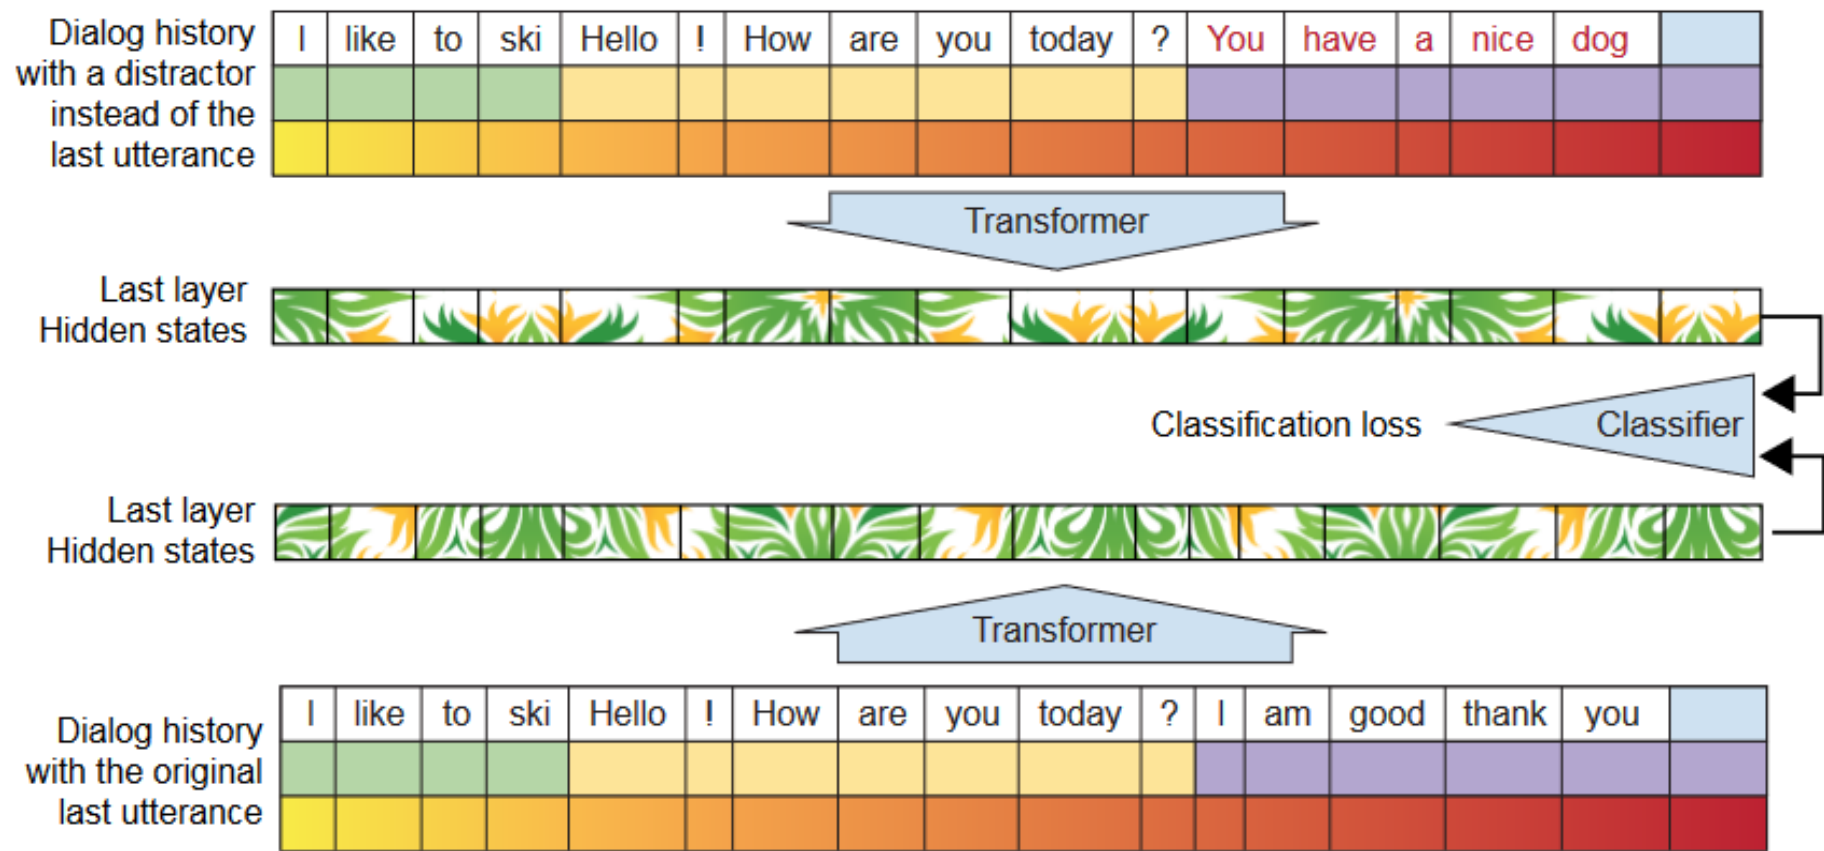 Dialog history
with a distractor
instead of the
last utterance
I like to ski Hello ! How are you today ? You have a nice dog
Transformer
Last layer
Hidden states
Classification loss
Classifier
Last layer
Hidden states
Transformer
Dialog history
with the original
last utterance
I like to ski Hello ! How are you today ? I am good thank you